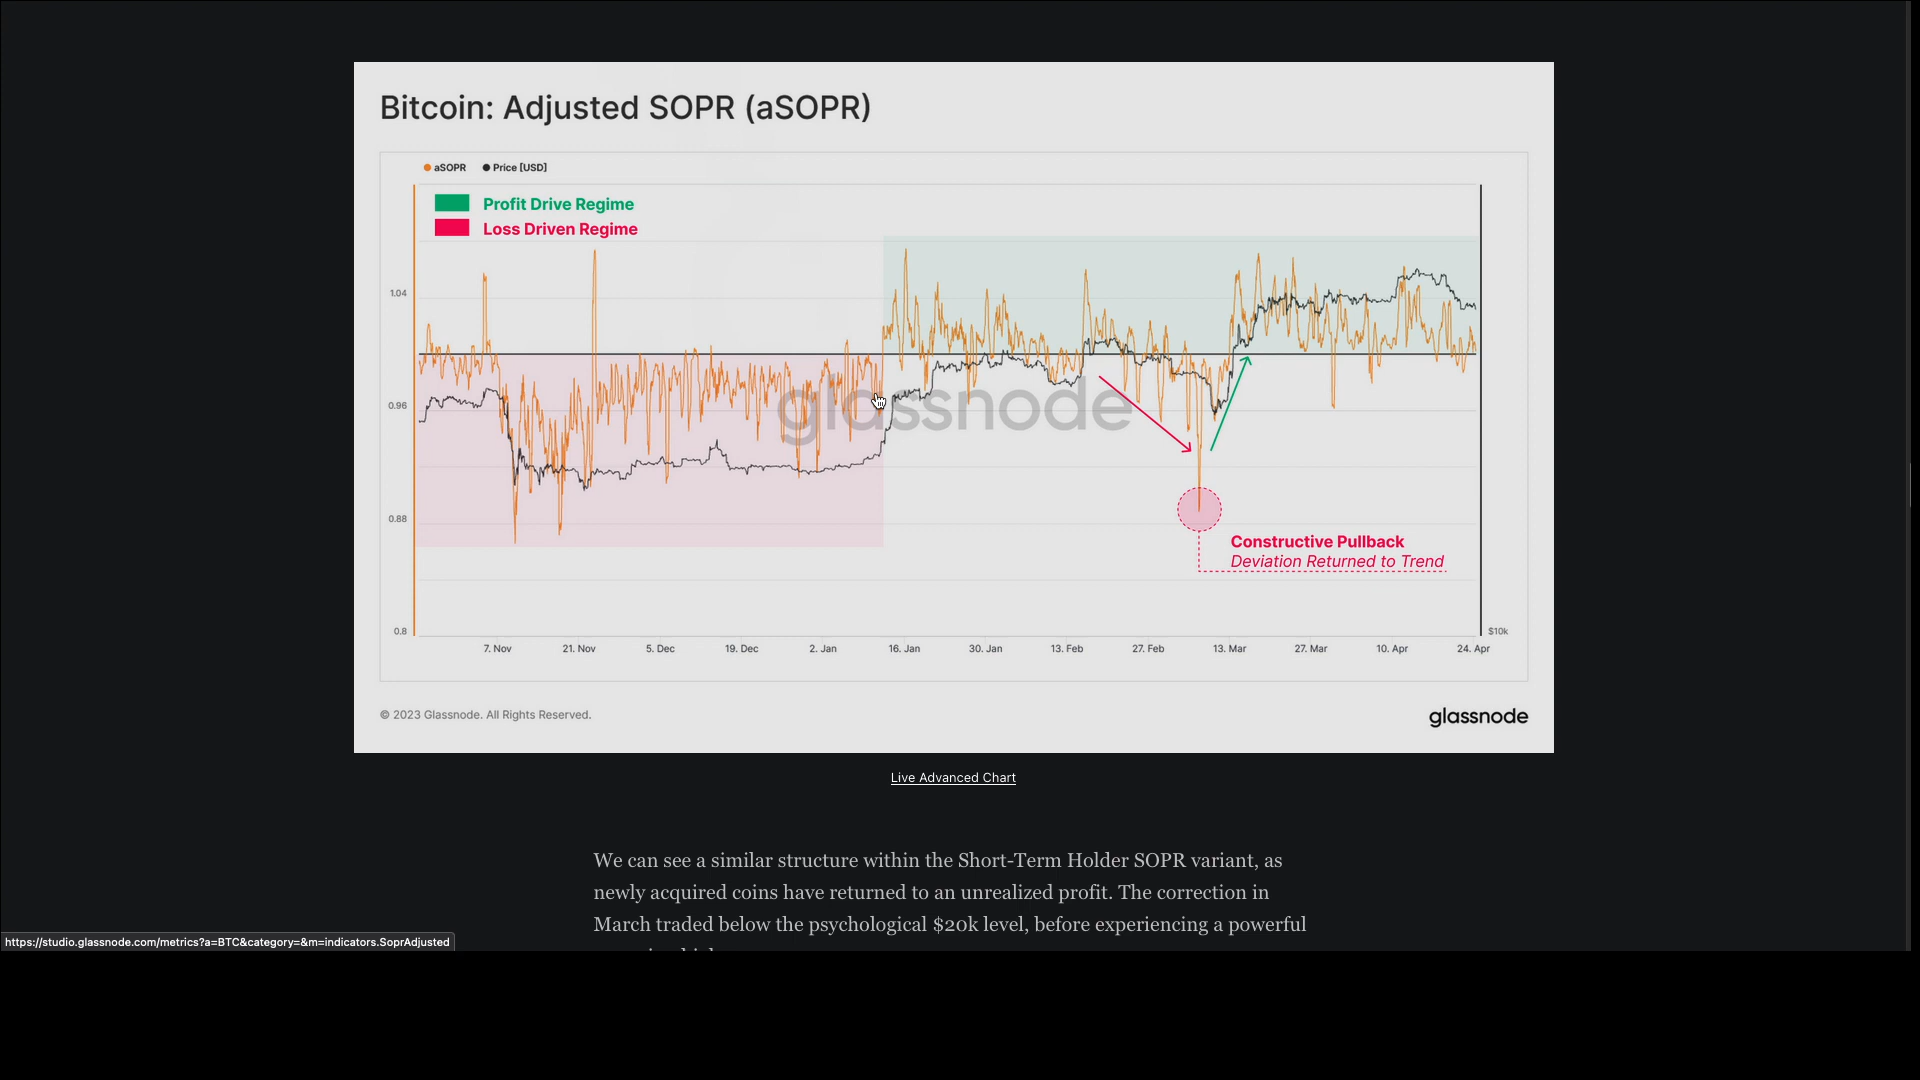 Bitcoin: Adjusted SOPR (aSOPR)
aSOPR Price [USD]
Profit Drive Regime
Loss Driven Regime
1.04
0.96
0.88
0.8
$10k
glassnode
Constructive Pullback
Deviation Returned to Trend
7. Nov 21. Nov 5. Dec 19. Dec 2. Jan 16. Jan 30. Jan 13. Feb 27. Feb 13. Mar 27. Mar 10. Apr 24. Apr
© 2023 Glassnode. All Rights Reserved.
glassnode
Live Advanced Chart
We can see a similar structure within the Short-Term Holder SOPR variant, as
newly acquired coins have returned to an unrealized profit. The correction in
March traded below the psychological $20k level, before experiencing a powerful
https://studio.glassnode.com/metrics?a=BTC&category=&m=indicators.SoprAdjusted